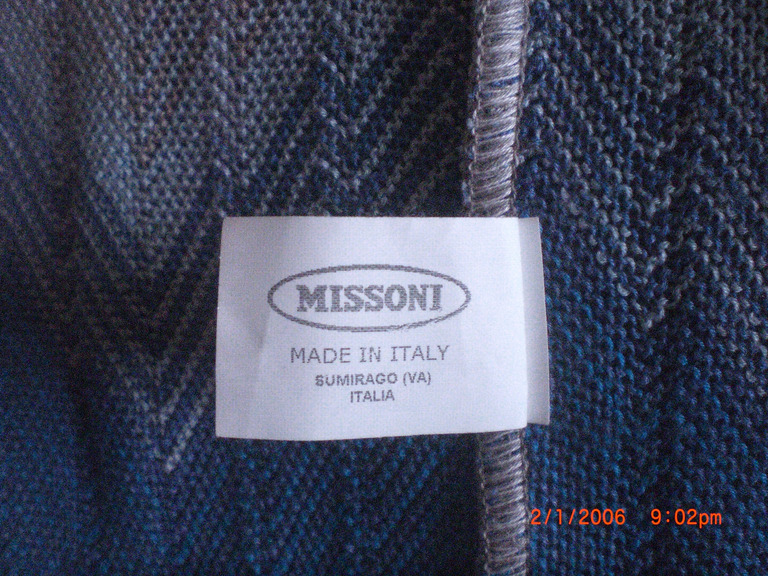 MISSONI
MADE IN ITALY
SUMIRAGO (VA)
ITALIA
2/1/2006 9:02pm